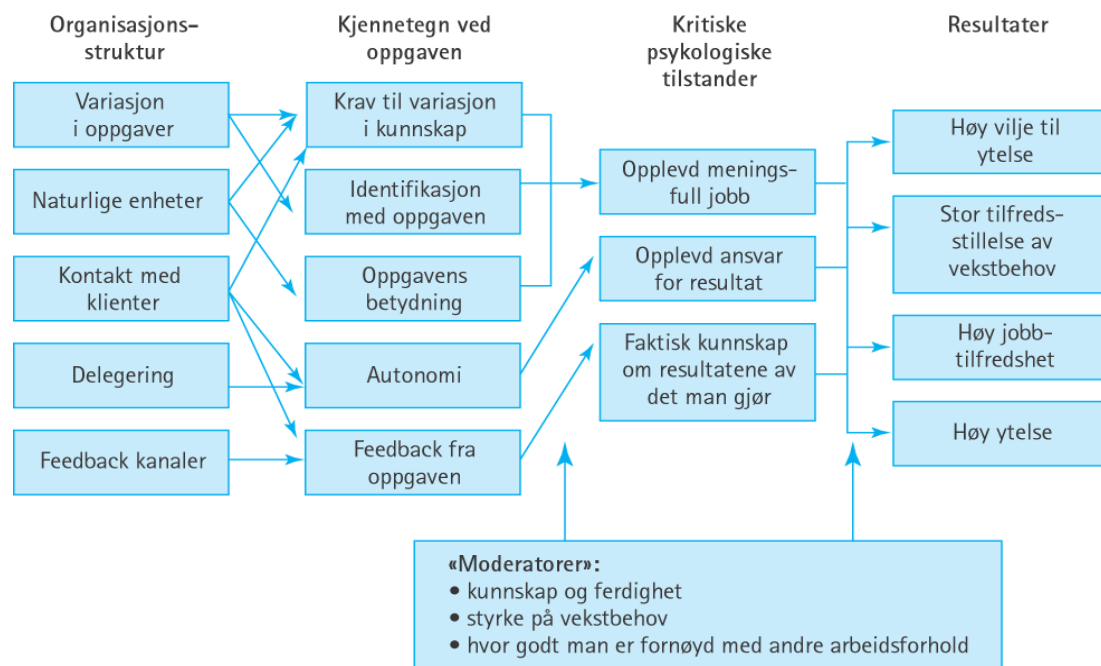 Organisasjons-
struktur
Kjennetegn ved
oppgaven
Kritiske
psykologiske
tilstander
Resultater
Variasjon
i oppgaver
Naturlige enheter
Kontakt med
klienter
Delegering
Feedback kanaler
Krav til variasjon
i kunnskap
Identifikasjon
med oppgaven
Oppgavens
betydning
Autonomi
Feedback fra
oppgaven
Opplevd menings-
full jobb
Opplevd ansvar
for resultat
Faktisk kunnskap
om resultatene av
det man gjør
Høy vilje til
ytelse
Stor tilfreds-
stillelse av
vekstbehov
Høy jobb-
tilfredshet
Høy ytelse
«Moderatorer»:
• kunnskap og ferdighet
• styrke på vekstbehov
• hvor godt man er fornøyd med andre arbeidsforhold